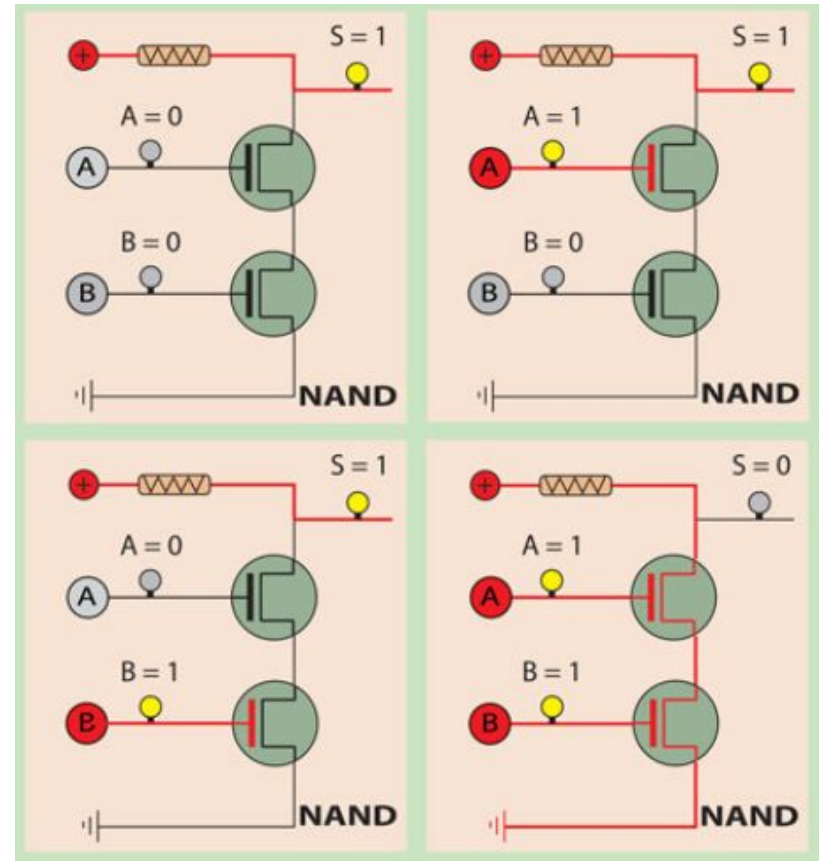 S = 1
+
A = 0
A
B = 0
B
NAND
S = 1
+
A = 1
A
B = 0
B
NAND
S = 1
+
A = 0
A
B = 1
B
NAND
S = 0
+
A = 1
A
B = 1
B
NAND